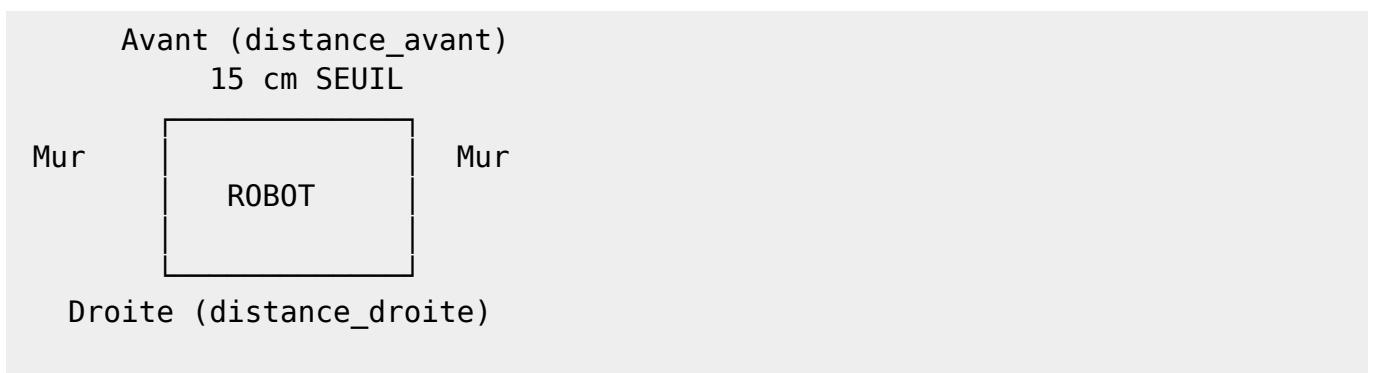 Avant (distance_avant)
15 cm SEUIL
Mur Mur
ROBOT
Droite (distance_droite)